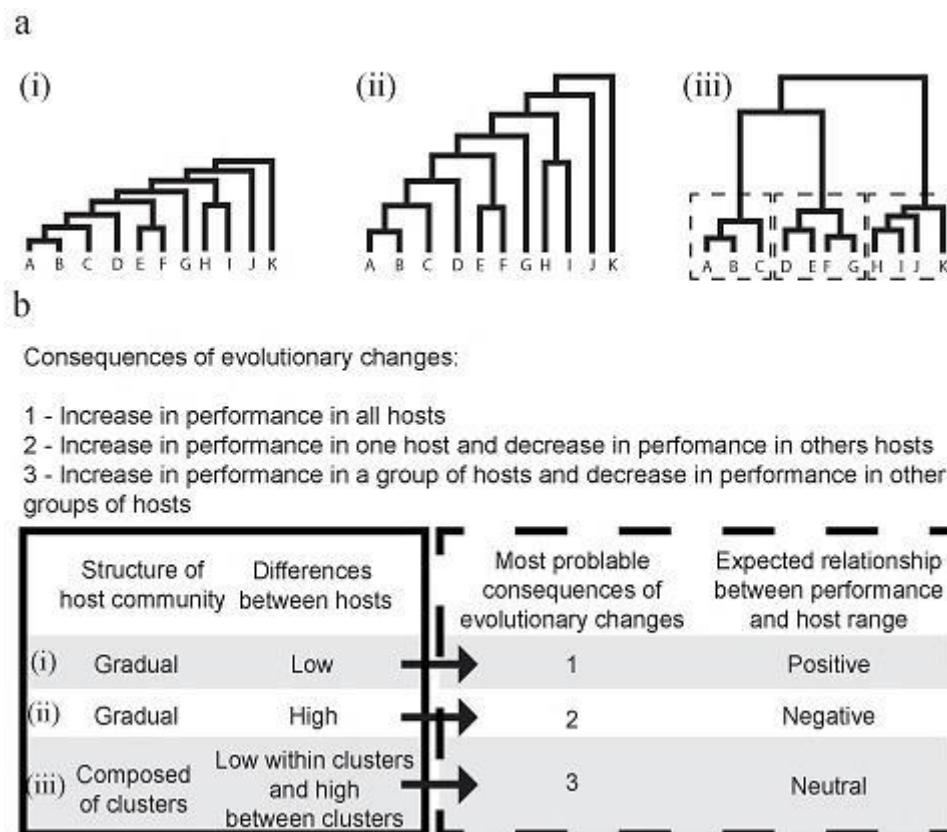 a
(i)
(ii)
(iii)
A B C D E F G H I J K
A B C D E F G H I J K
A B C D E F G H I J K
b
Consequences of evolutionary changes:
1 - Increase in performance in all hosts
2 - Increase in performance in one host and decrease in perfomance in others hosts
3 - Increase in performance in a group of hosts and decrease in performance in other
groups of hosts
Structure of
host community
Differences
between hosts
Most problable
consequences of
evolutionary changes
Expected relationship
between performance
and host range
(i) Gradual Low 1 Positive
(ii) Gradual High 2 Negative
(iii) Composed
of clusters
Low within clusters
and high
between clusters
3
Neutral